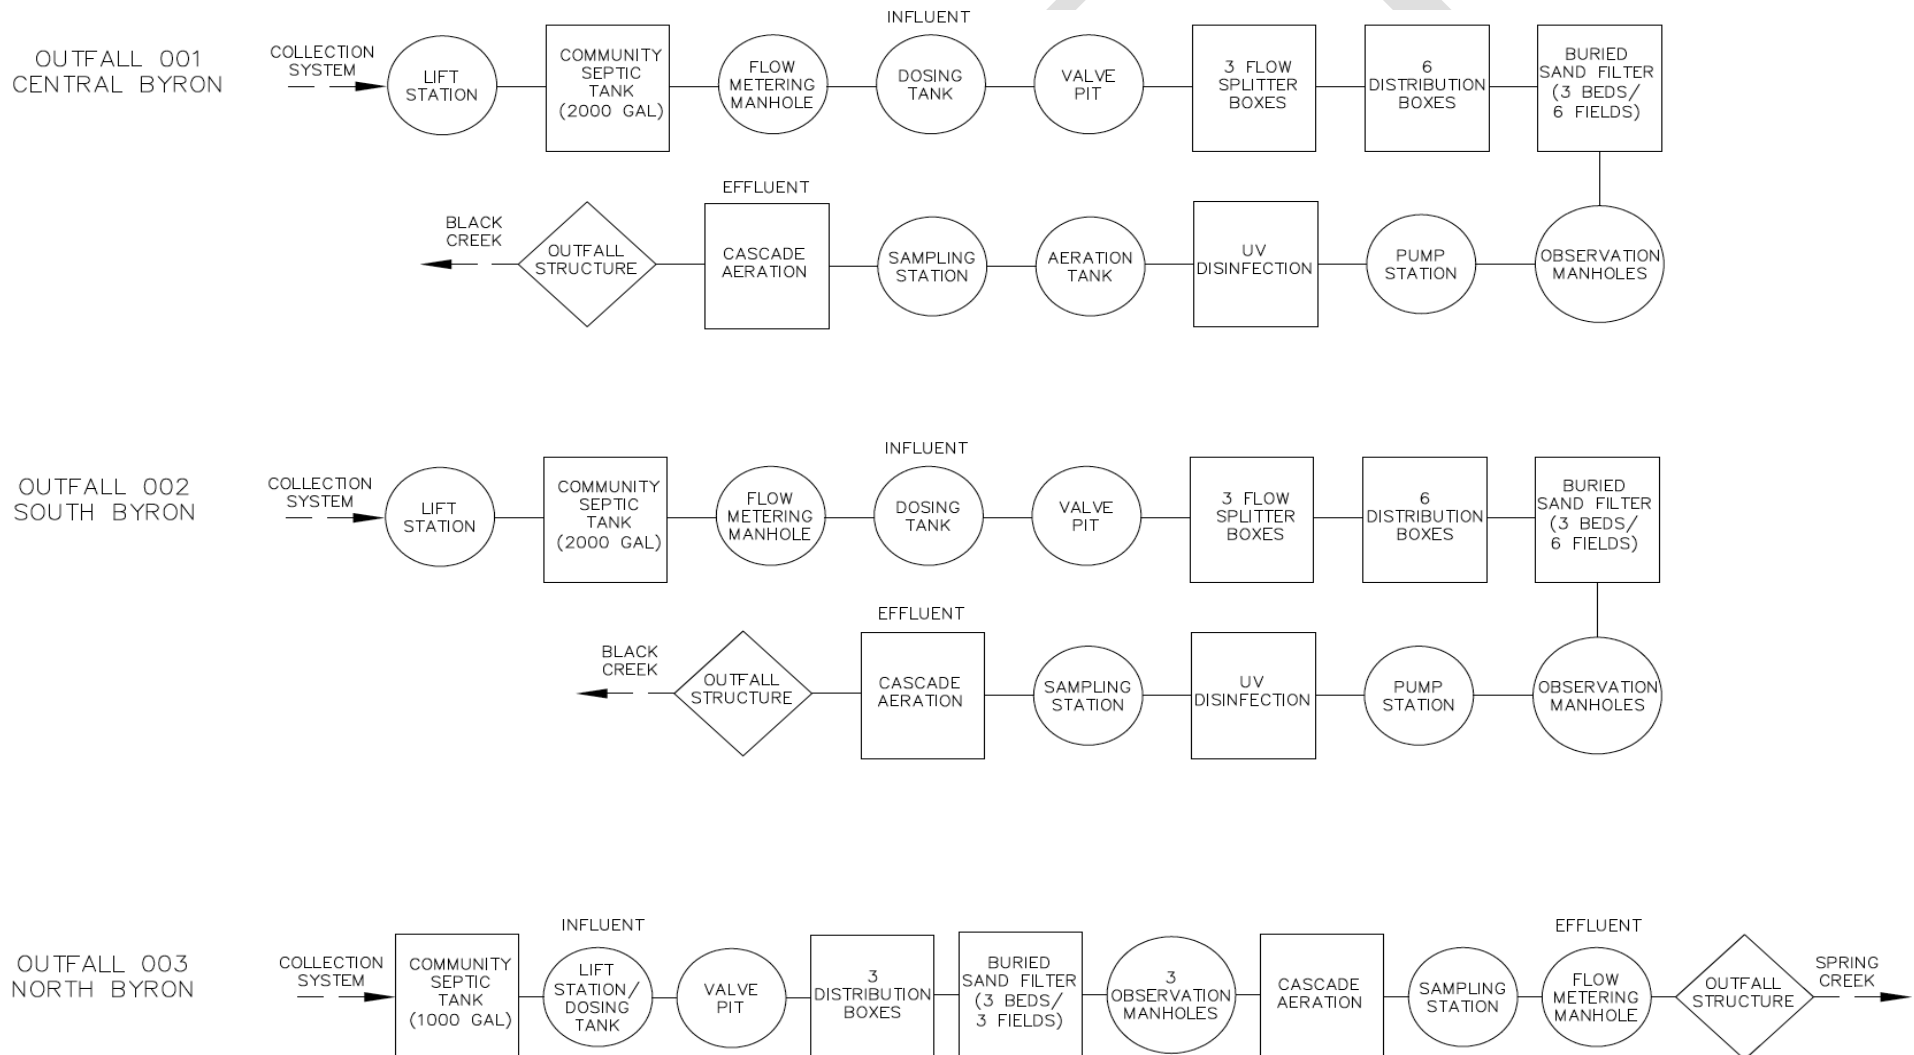 OUTFALL 001
CENTRAL BYRON
COLLECTION
SYSTEM
LIFT
STATION
COMMUNITY
SEPTIC
TANK
(2000 GAL)
FLOW
METERING
MANHOLE
INFLUENT
DOSING
TANK
VALVE
PIT
3 FLOW
SPLITTER
BOXES
6
DISTRIBUTION
BOXES
BURIED
SAND FILTER
(3 BEDS/
6 FIELDS)
BLACK
CREEK
OUTFALL
STRUCTURE
EFFLUENT
CASCADE
AERATION
SAMPLING
STATION
AERATION
TANK
UV
DISINFECTION
PUMP
STATION
OBSERVATION
MANHOLES
OUTFALL 002
SOUTH BYRON
COLLECTION
SYSTEM
LIFT
STATION
COMMUNITY
SEPTIC
TANK
(2000 GAL)
FLOW
METERING
MANHOLE
INFLUENT
DOSING
TANK
VALVE
PIT
3 FLOW
SPLITTER
BOXES
6
DISTRIBUTION
BOXES
BURIED
SAND FILTER
(3 BEDS/
6 FIELDS)
BLACK
CREEK
OUTFALL
STRUCTURE
EFFLUENT
CASCADE
AERATION
SAMPLING
STATION
UV
DISINFECTION
PUMP
STATION
OBSERVATION
MANHOLES
OUTFALL 003
NORTH BYRON
COLLECTION
SYSTEM
COMMUNITY
SEPTIC
TANK
(1000 GAL)
INFLUENT
LIFT
STATION/
DOSING
TANK
VALVE
PIT
3
DISTRIBUTION
BOXES
BURIED
SAND FILTER
(3 BEDS/
3 FIELDS)
3
OBSERVATION
MANHOLES
CASCADE
AERATION
SAMPLING
STATION
EFFLUENT
FLOW
METERING
MANHOLE
OUTFALL
STRUCTURE
SPRING
CREEK